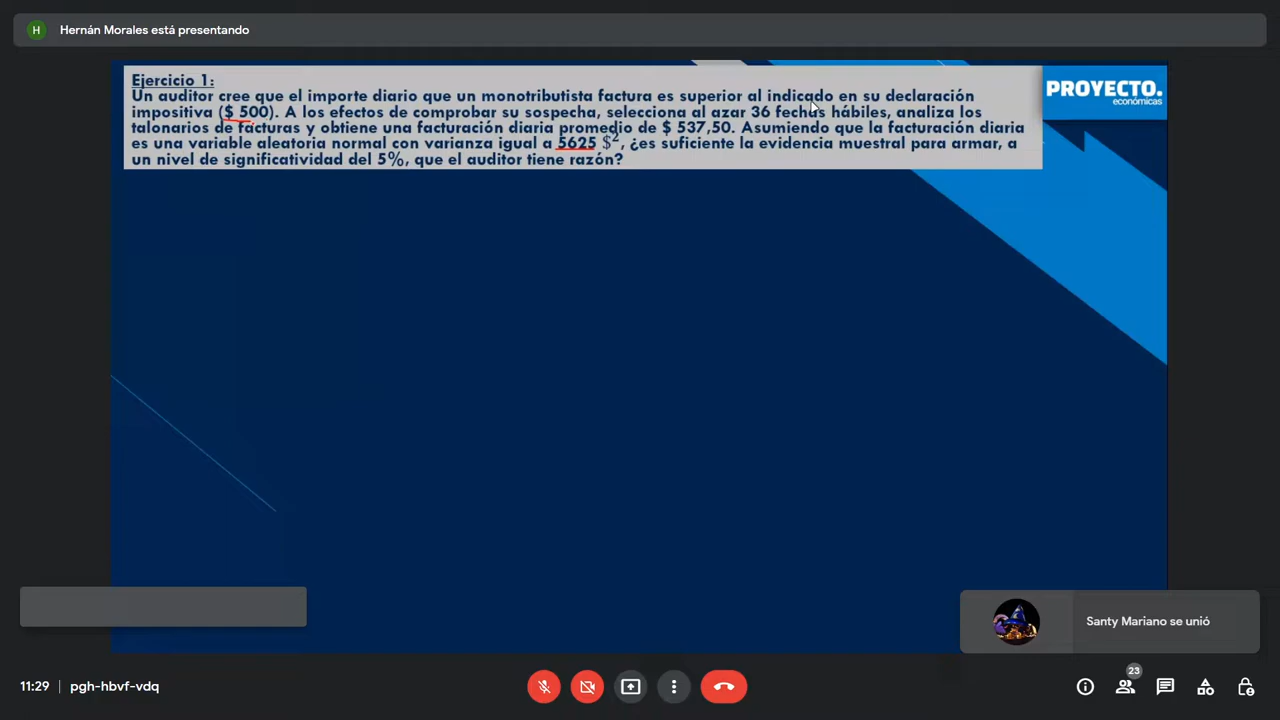 H
Hernán Morales está presentando
Ejercicio 1:
Un auditor cree que el importe diario que un monotributista factura es superior al indicado en su declaración
impositiva ($ 500). A los efectos de comprobar su sospecha, selecciona al azar 36 fechas hábiles, analiza los
talonarios de facturas y obtiene una facturación diaria promedio de $ 537,50. Asumiendo que la facturación diaria
es una variable aleatoria normal con varianza igual a 5625 $², ¿es suficiente la evidencia muestral para armar, a
un nivel de significatividad del 5%, que el auditor tiene razón?
PROYECTO.
económicas
Santy Mariano se unió
11:29 | pgh-hbvf-vdq
23